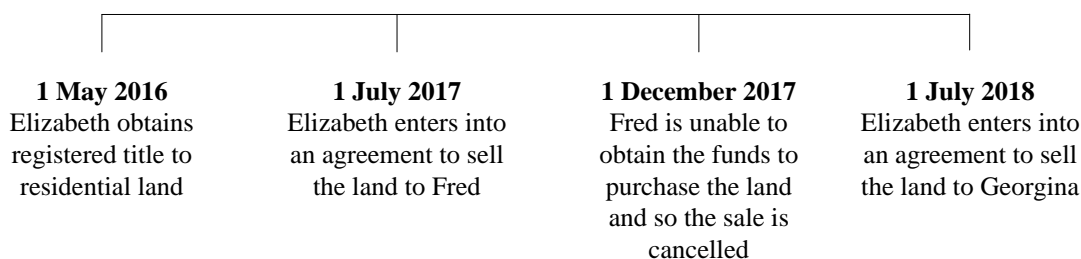 1 May 2016
Elizabeth obtains
registered title to
residential land
1 July 2017
Elizabeth enters into
an agreement to sell
the land to Fred
1 December 2017
Fred is unable to
obtain the funds to
purchase the land
and so the sale is
cancelled
1 July 2018
Elizabeth enters into
an agreement to sell
the land to Georgina